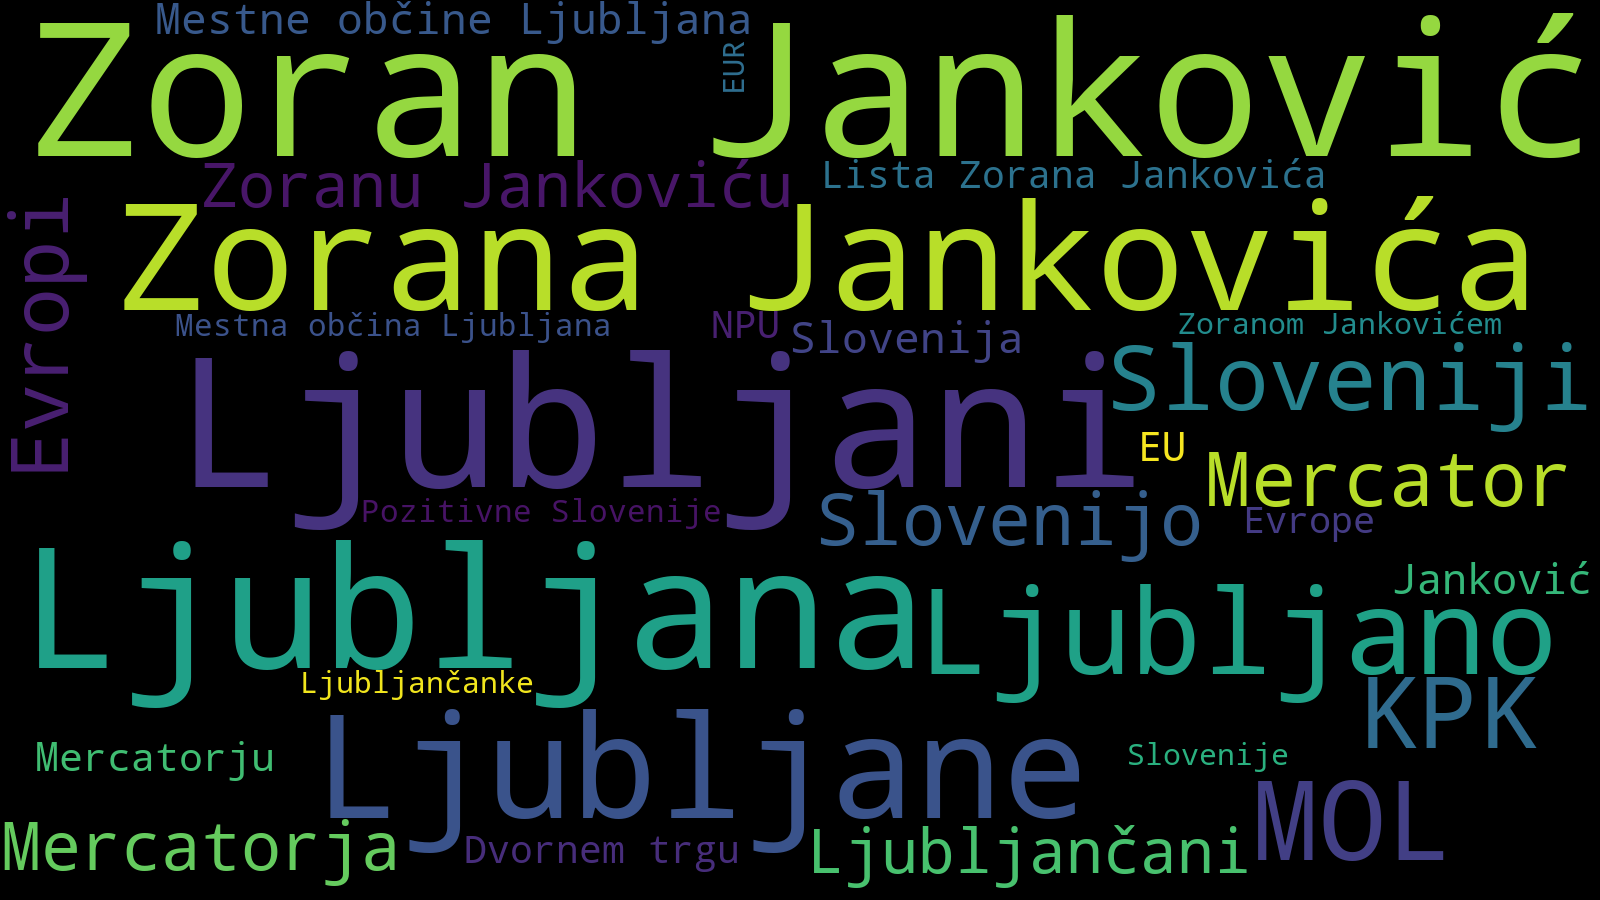 Mestne občine Ljubljana
Zoran Janković
EUR
Zoranu Jankoviću
Lista Zorana Jankovića
Evropi
Zorana Jankovića
Mestna občina Ljubljana
NPU
Slovenija
Zoranom Jankovićem
Ljubljani
Sloveniji
EU
Mercator
Pozitivne Slovenije
Slovenijo
Evrope
Ljubljana
Janković
Ljubljano
Ljubljančanke
KPK
Ljubljane
Mercatorju
Slovenije
MOL
Mercatorja
Dvornem trgu
Ljubljančani